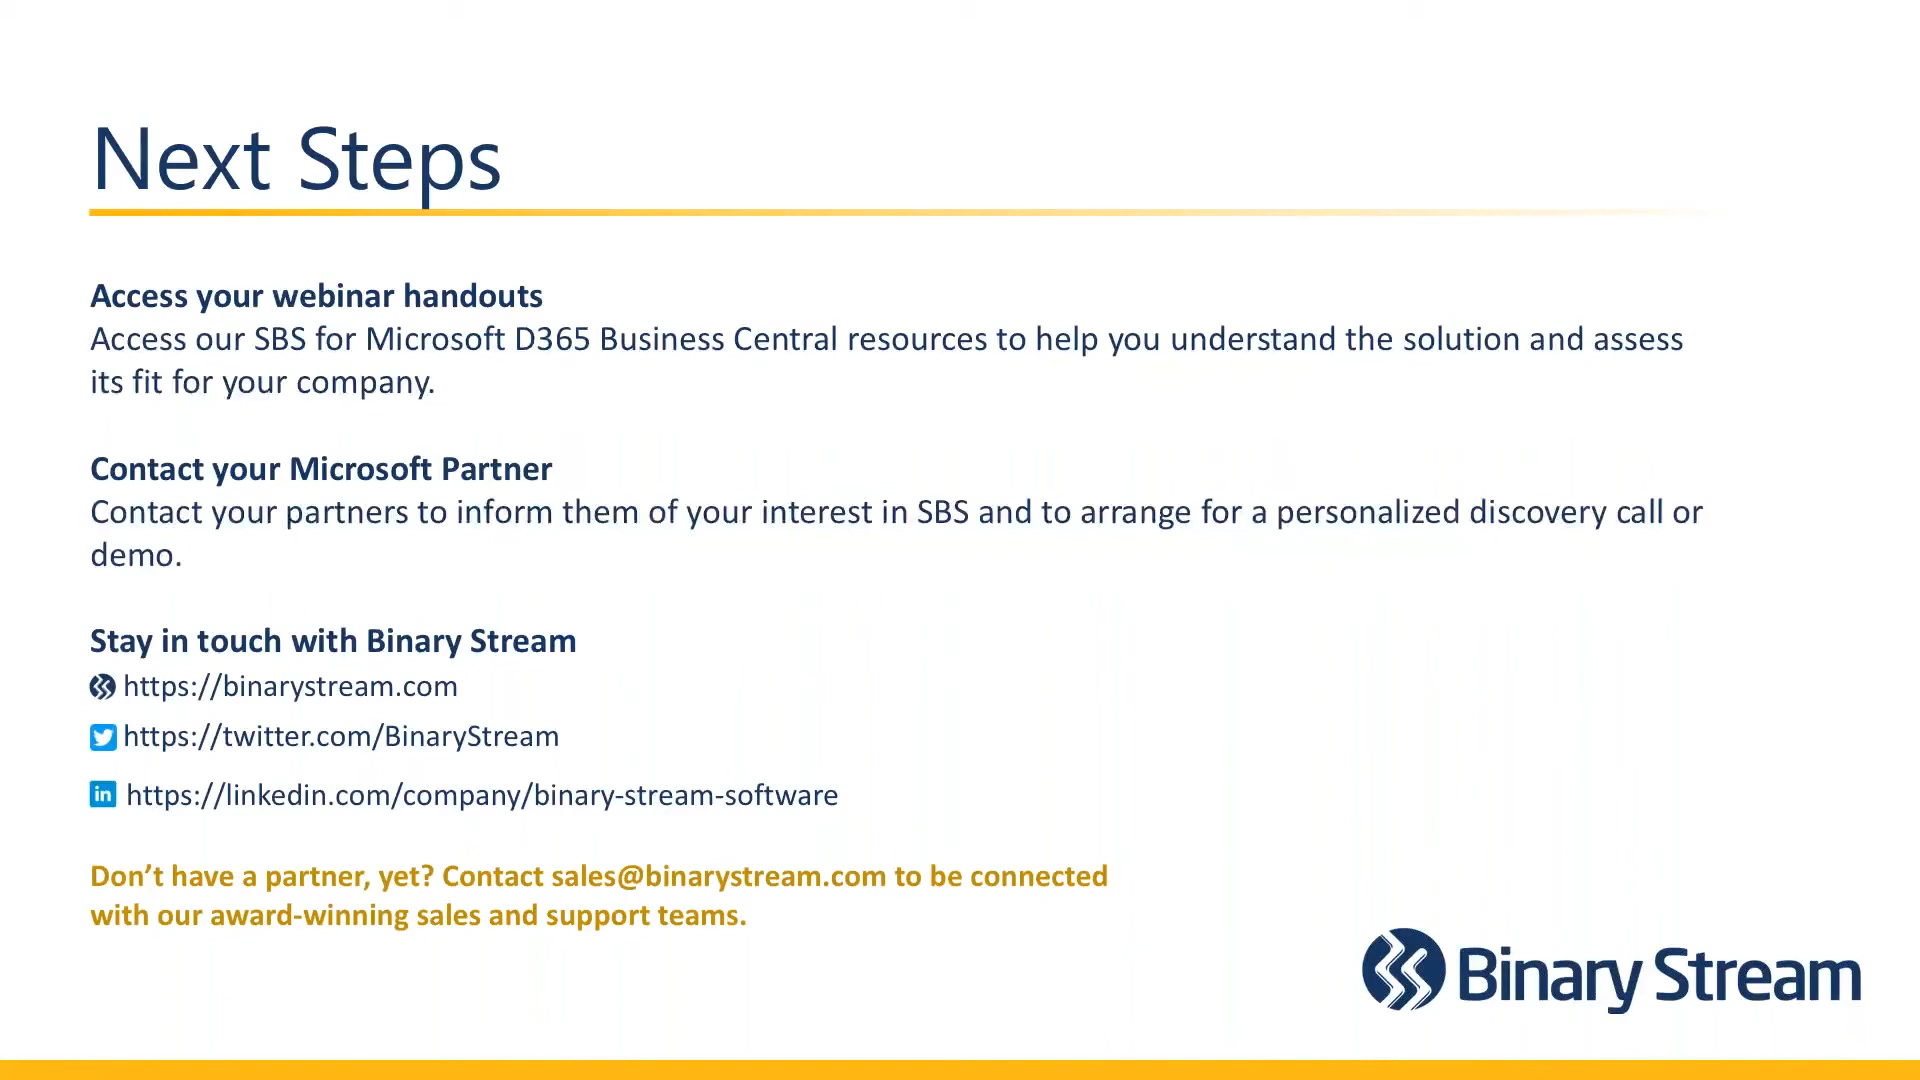 Next Steps
Access your webinar handouts
Access our SBS for Microsoft D365 Business Central resources to help you understand the solution and assess
its fit for your company.
Contact your Microsoft Partner
Contact your partners to inform them of your interest in SBS and to arrange for a personalized discovery call or
demo.
Stay in touch with Binary Stream
https://binarystream.com
https://twitter.com/BinaryStream
in https://linkedin.com/company/binary-stream-software
Don’t have a partner, yet? Contact sales@binarystream.com to be connected
with our award-winning sales and support teams.
Binary Stream